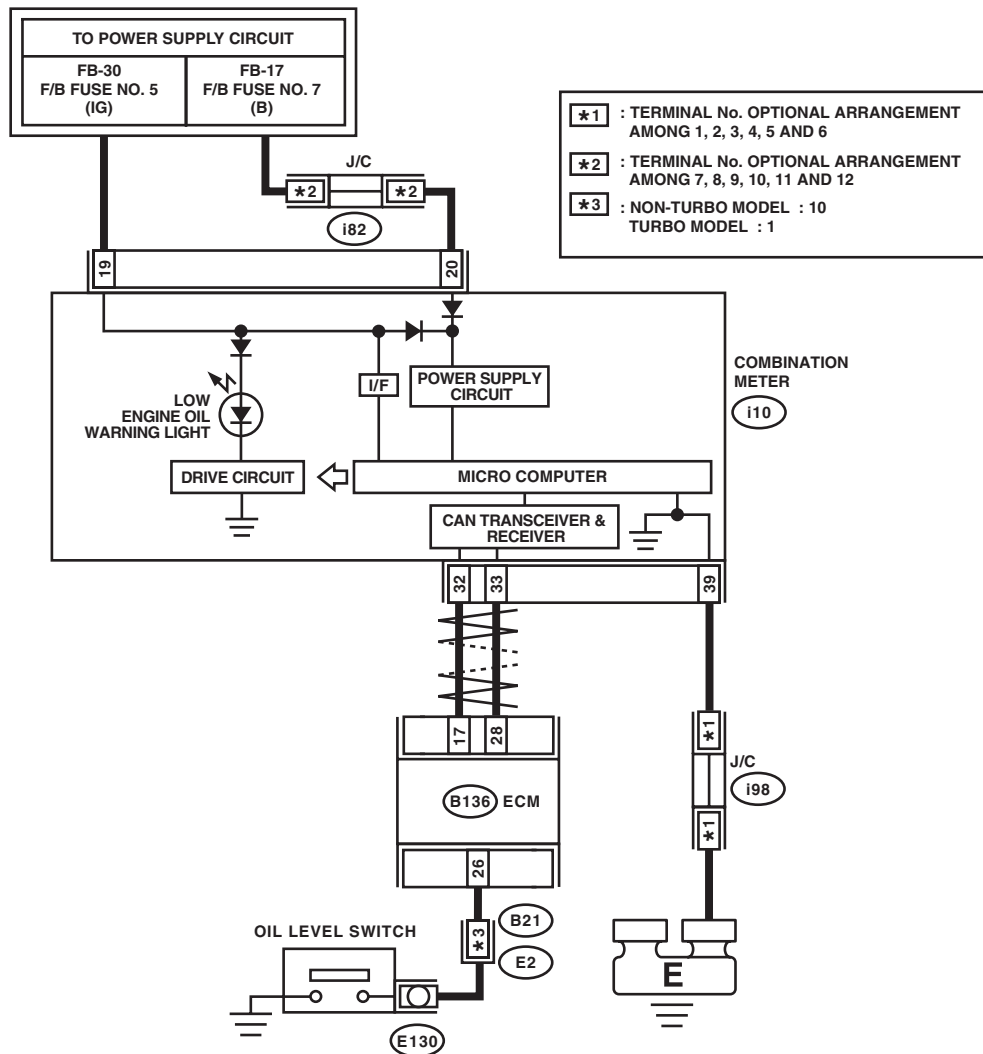 TO POWER SUPPLY CIRCUIT
FB-30
F/B FUSE NO. 5
(IG)
FB-17
F/B FUSE NO. 7
(B)
*1 : TERMINAL No. OPTIONAL ARRANGEMENT
AMONG 1, 2, 3, 4, 5 AND 6
*2 : TERMINAL No. OPTIONAL ARRANGEMENT
AMONG 7, 8, 9, 10, 11 AND 12
*3 : NON-TURBO MODEL : 10
TURBO MODEL : 1
J/C
*2 *2
i82
19 20
COMBINATION
METER
i10
LOW
ENGINE OIL
WARNING LIGHT
I/F
POWER SUPPLY
CIRCUIT
DRIVE CIRCUIT
MICRO COMPUTER
CAN TRANSCEIVER &
RECEIVER
32 33 39
17 28
*1
J/C
i98
*1
B136 ECM
26
B21
*3
E2
OIL LEVEL SWITCH
E130
E